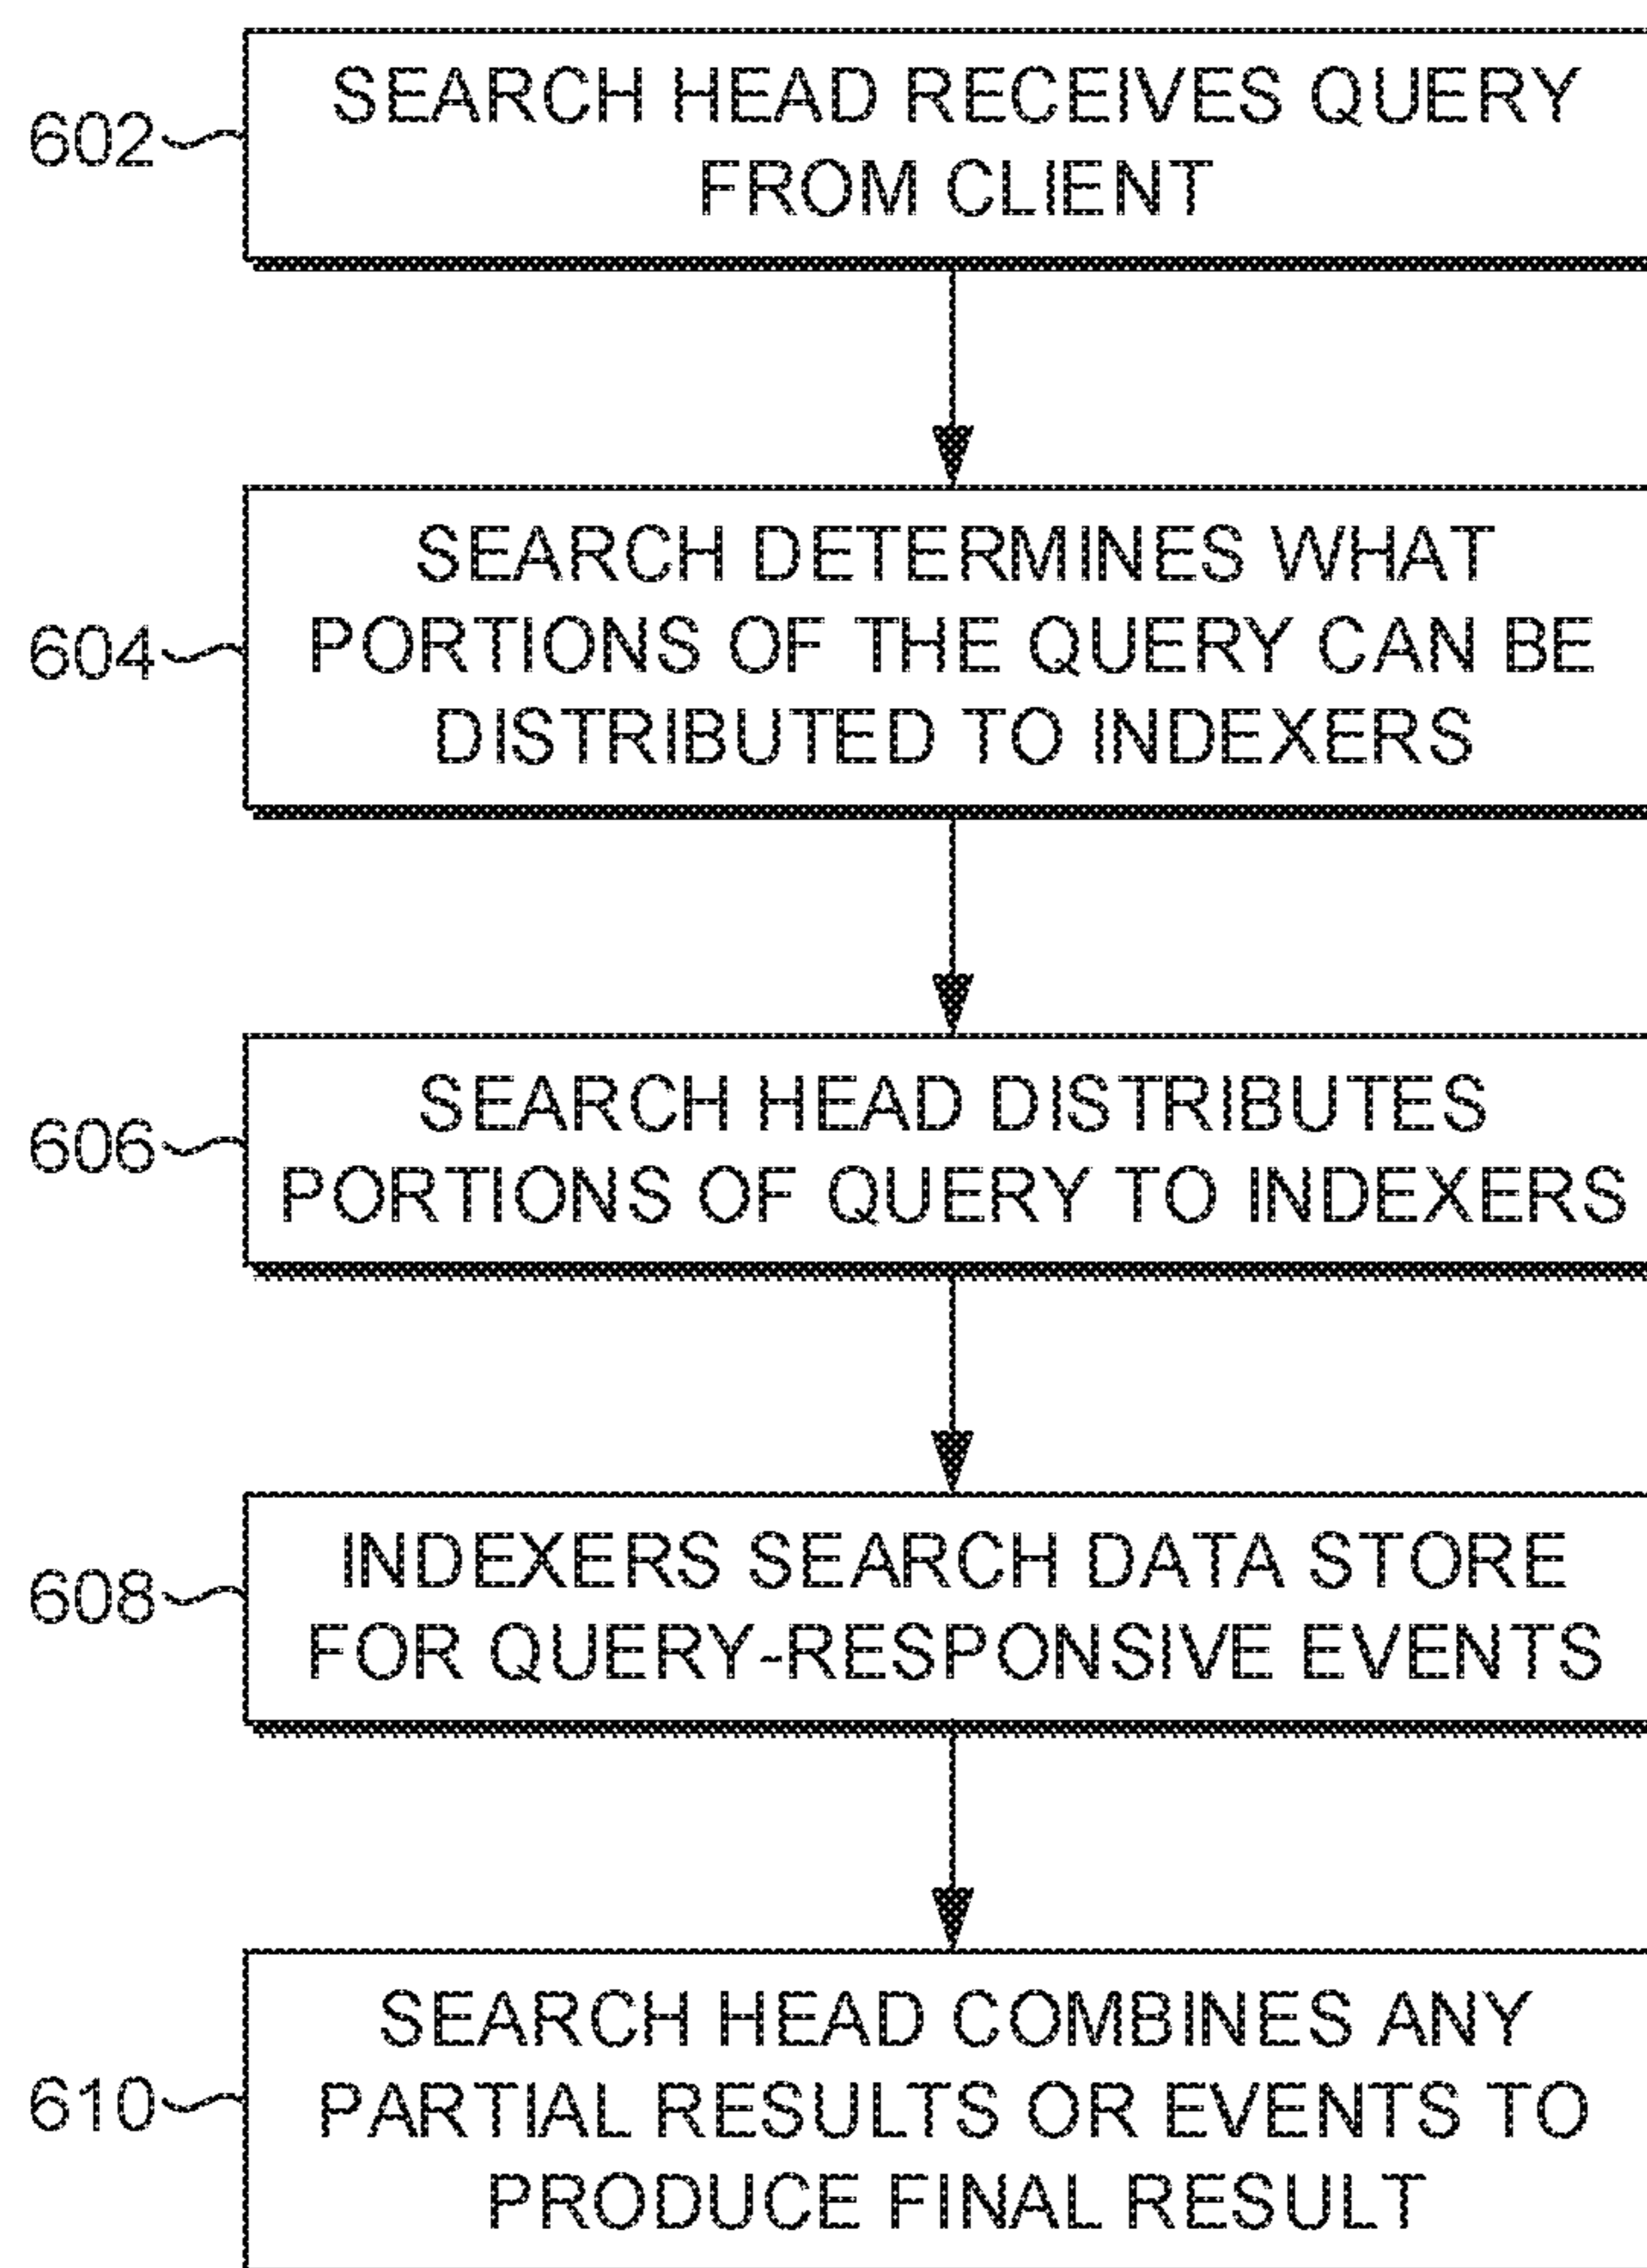 602
SEARCH HEAD RECEIVES QUERY
FROM CLIENT
604
SEARCH DETERMINES WHAT
PORTIONS OF THE QUERY CAN BE
DISTRIBUTED TO INDEXERS
606
SEARCH HEAD DISTRIBUTES
PORTIONS OF QUERY TO INDEXERS
608
INDEXERS SEARCH DATA STORE
FOR QUERY-RESPONSIVE EVENTS
610
SEARCH HEAD COMBINES ANY
PARTIAL RESULTS OR EVENTS TO
PRODUCE FINAL RESULT